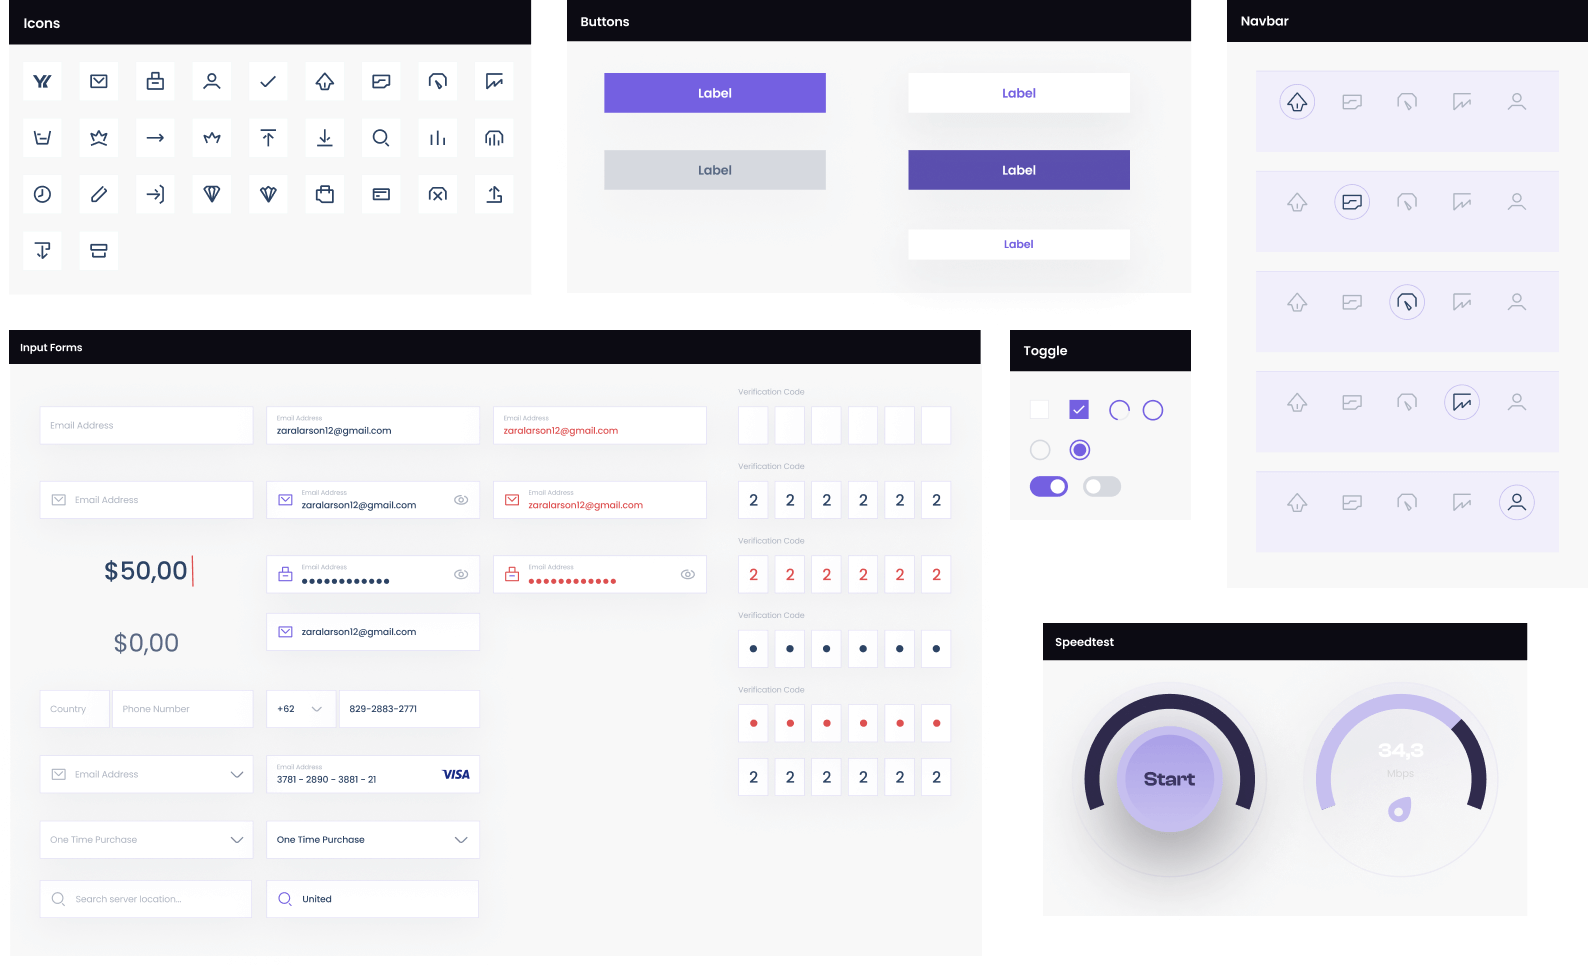 Icons
Buttons
Label
Label
Label
Label
Label
Navbar
Input Forms
Email Address
Email Address
zaralarson12@gmail.com
Email Address
zaralarson12@gmail.com
Email Address
Email Address
zaralarson12@gmail.com
Email Address
zaralarson12@gmail.com
$50,00
Email Address
●●●●●●●●●●●●
Email Address
●●●●●●●●●●●●
$0,00
zaralarson12@gmail.com
Country
Phone Number
+62
829-2883-2771
Email Address
Email Address
3781 - 2890 - 3881 - 21
VISA
One Time Purchase
One Time Purchase
Search server location...
United
Verification Code
Verification Code
2 2 2 2 2 2
Verification Code
2 2 2 2 2 2
Verification Code
● ● ● ● ● ●
Verification Code
● ● ● ● ● ●
2 2 2 2 2 2
Toggle
Speedtest
Start
34,3
Mbps